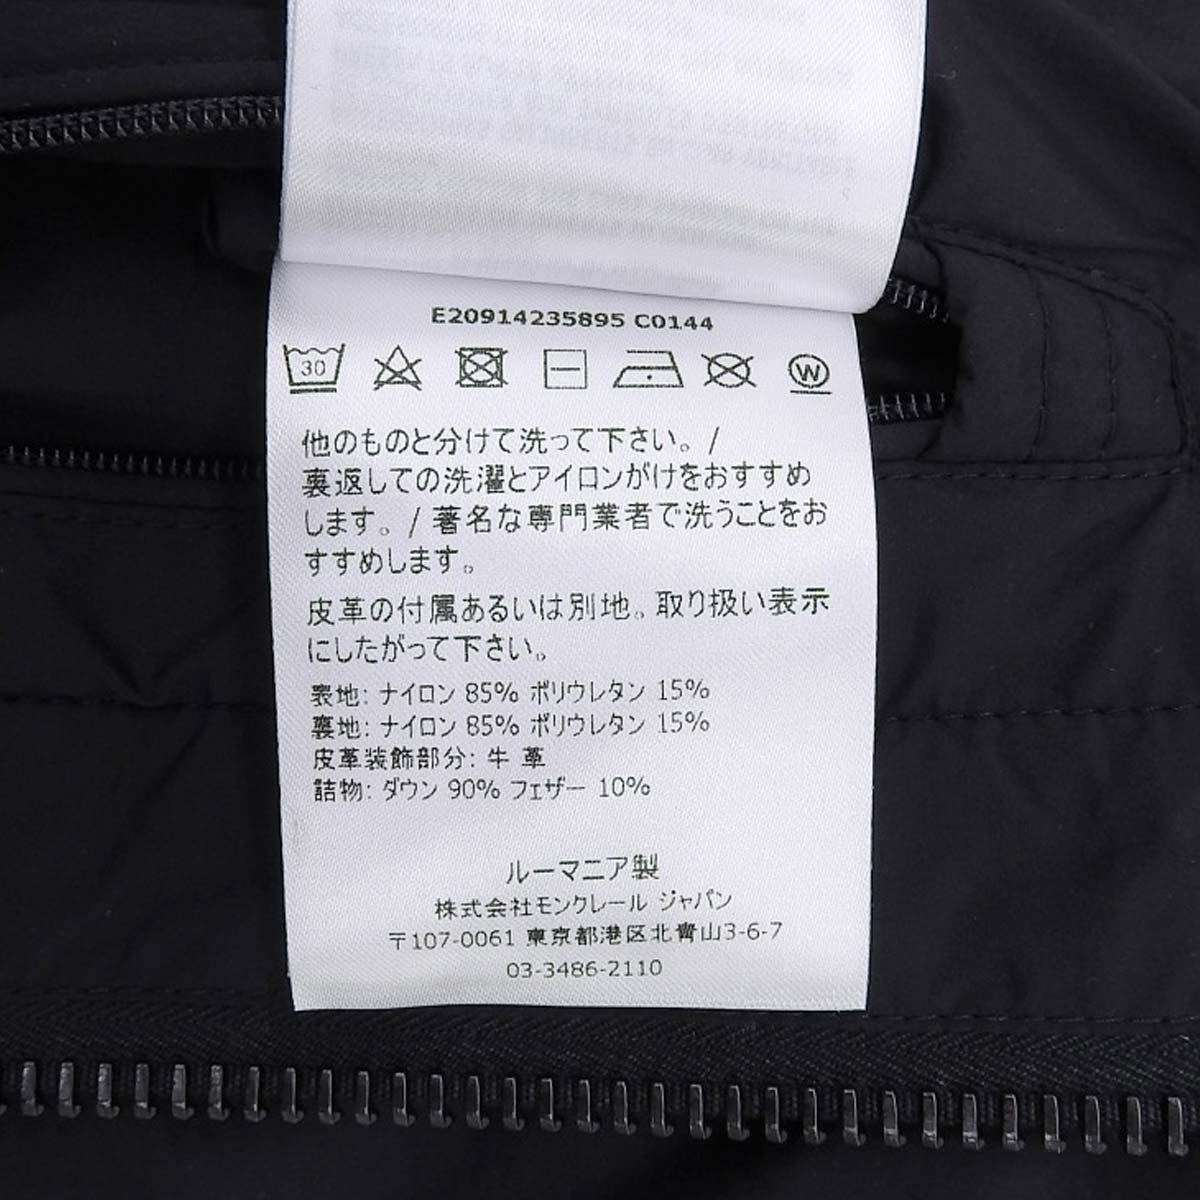 E20914235895 C0144
30 W
他のものと分けて洗って下さい。/
裏返しての洗濯とアイロンがけをおすすめ
します。/ 著名な専門業者で洗うことをお
すすめします。
皮革の付属あるいは別地。取り扱い表示
にしたがって下さい。
表地: ナイロン 85% ポリウレタン 15%
裏地: ナイロン 85% ポリウレタン 15%
皮革装飾部分: 牛 革
詰物: ダウン 90% フェザー 10%
ルーマニア製
株式会社モンクレール ジャパン
〒107-0061 東京都港区北青山3-6-7
03-3486-2110